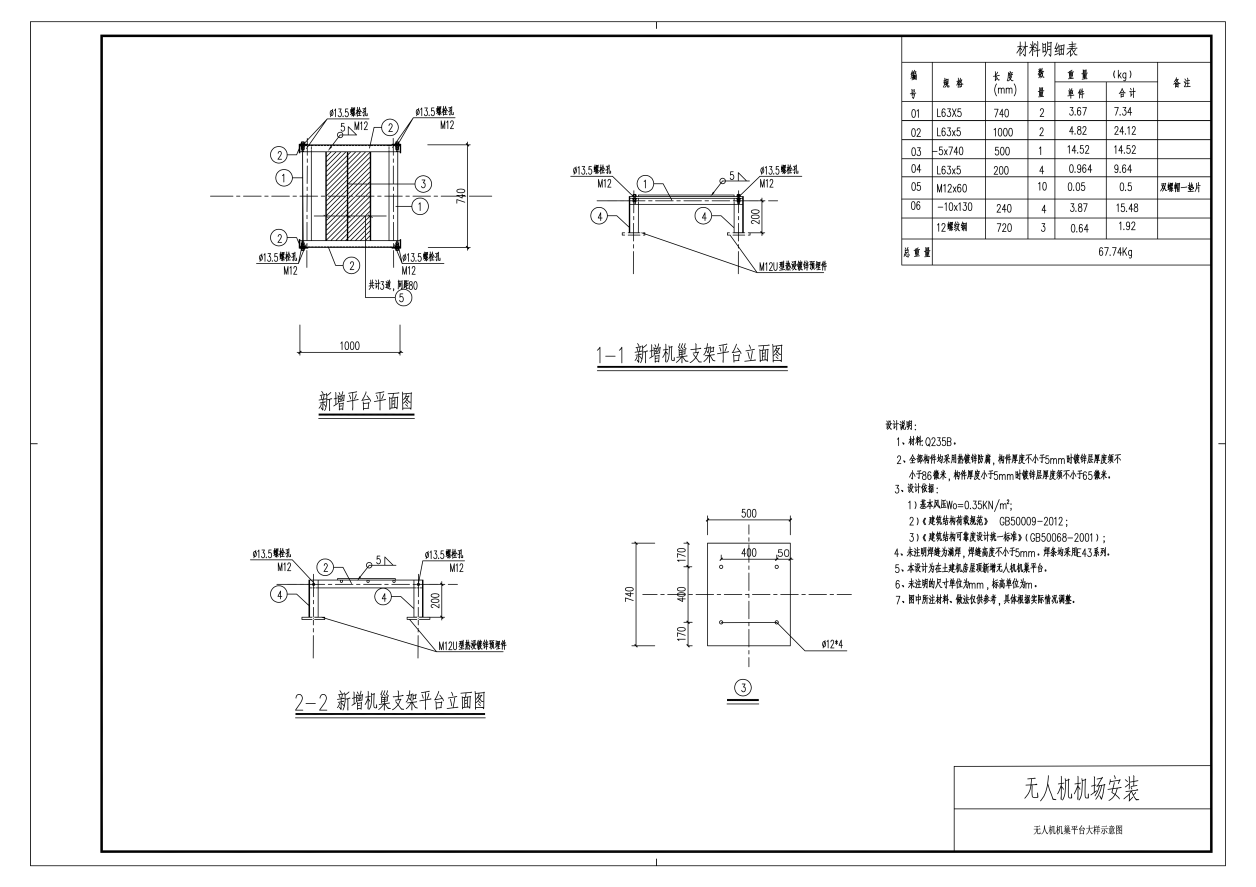 ø13.5螺栓孔
M12
5
ø13.5螺栓孔
M12
2
2
1
3
1
740
2
ø13.5螺栓孔
M12
2
ø13.5螺栓孔
M12
共计3道,间距80
5
1000
新增平台平面图
ø13.5螺栓孔
M12
1
5
ø13.5螺栓孔
M12
4
4
200
M12U型热浸镀锌预埋件
1-1 新增机巢支架平台立面图
ø13.5螺栓孔
M12
2
5
ø13.5螺栓孔
M12
4
4
200
M12U型热浸镀锌预埋件
2-2 新增机巢支架平台立面图
500
400
50
170
740
400
170
ø12*4
3
材料明细表
编号 规格 长度(mm) 数量 重量 (kg) 备注
单件 合计
01 L63X5 740 2 3.67 7.34
02 L63x5 1000 2 4.82 24.12
03 -5x740 500 1 14.52 14.52
04 L63x5 200 4 0.964 9.64
05 M12x60 10 0.05 0.5 双螺帽一垫片
06 -10x130 240 4 3.87 15.48
12螺纹钢 720 3 0.64 1.92
总重量 67.74Kg
设计说明:
1、材料:Q235B。
2、全部构件均采用热镀锌防腐,构件厚度不小于5mm时镀锌层厚度须不
小于86微米,构件厚度小于5mm时镀锌层厚度须不小于65微米。
3、设计依据:
1)基本风压Wo=0.35KN/m²;
2)《建筑结构荷载规范》 GB50009-2012;
3)《建筑结构可靠度设计统一标准》(GB50068-2001);
4、未注明焊缝为满焊,焊缝高度不小于5mm。焊条均采用E43系列。
5、本设计为在土建机房屋顶新增无人机机巢平台。
6、未注明的尺寸单位为mm,标高单位为m。
7、图中所注材料、做法仅供参考,具体根据实际情况调整。
无人机机场安装
无人机机巢平台大样示意图